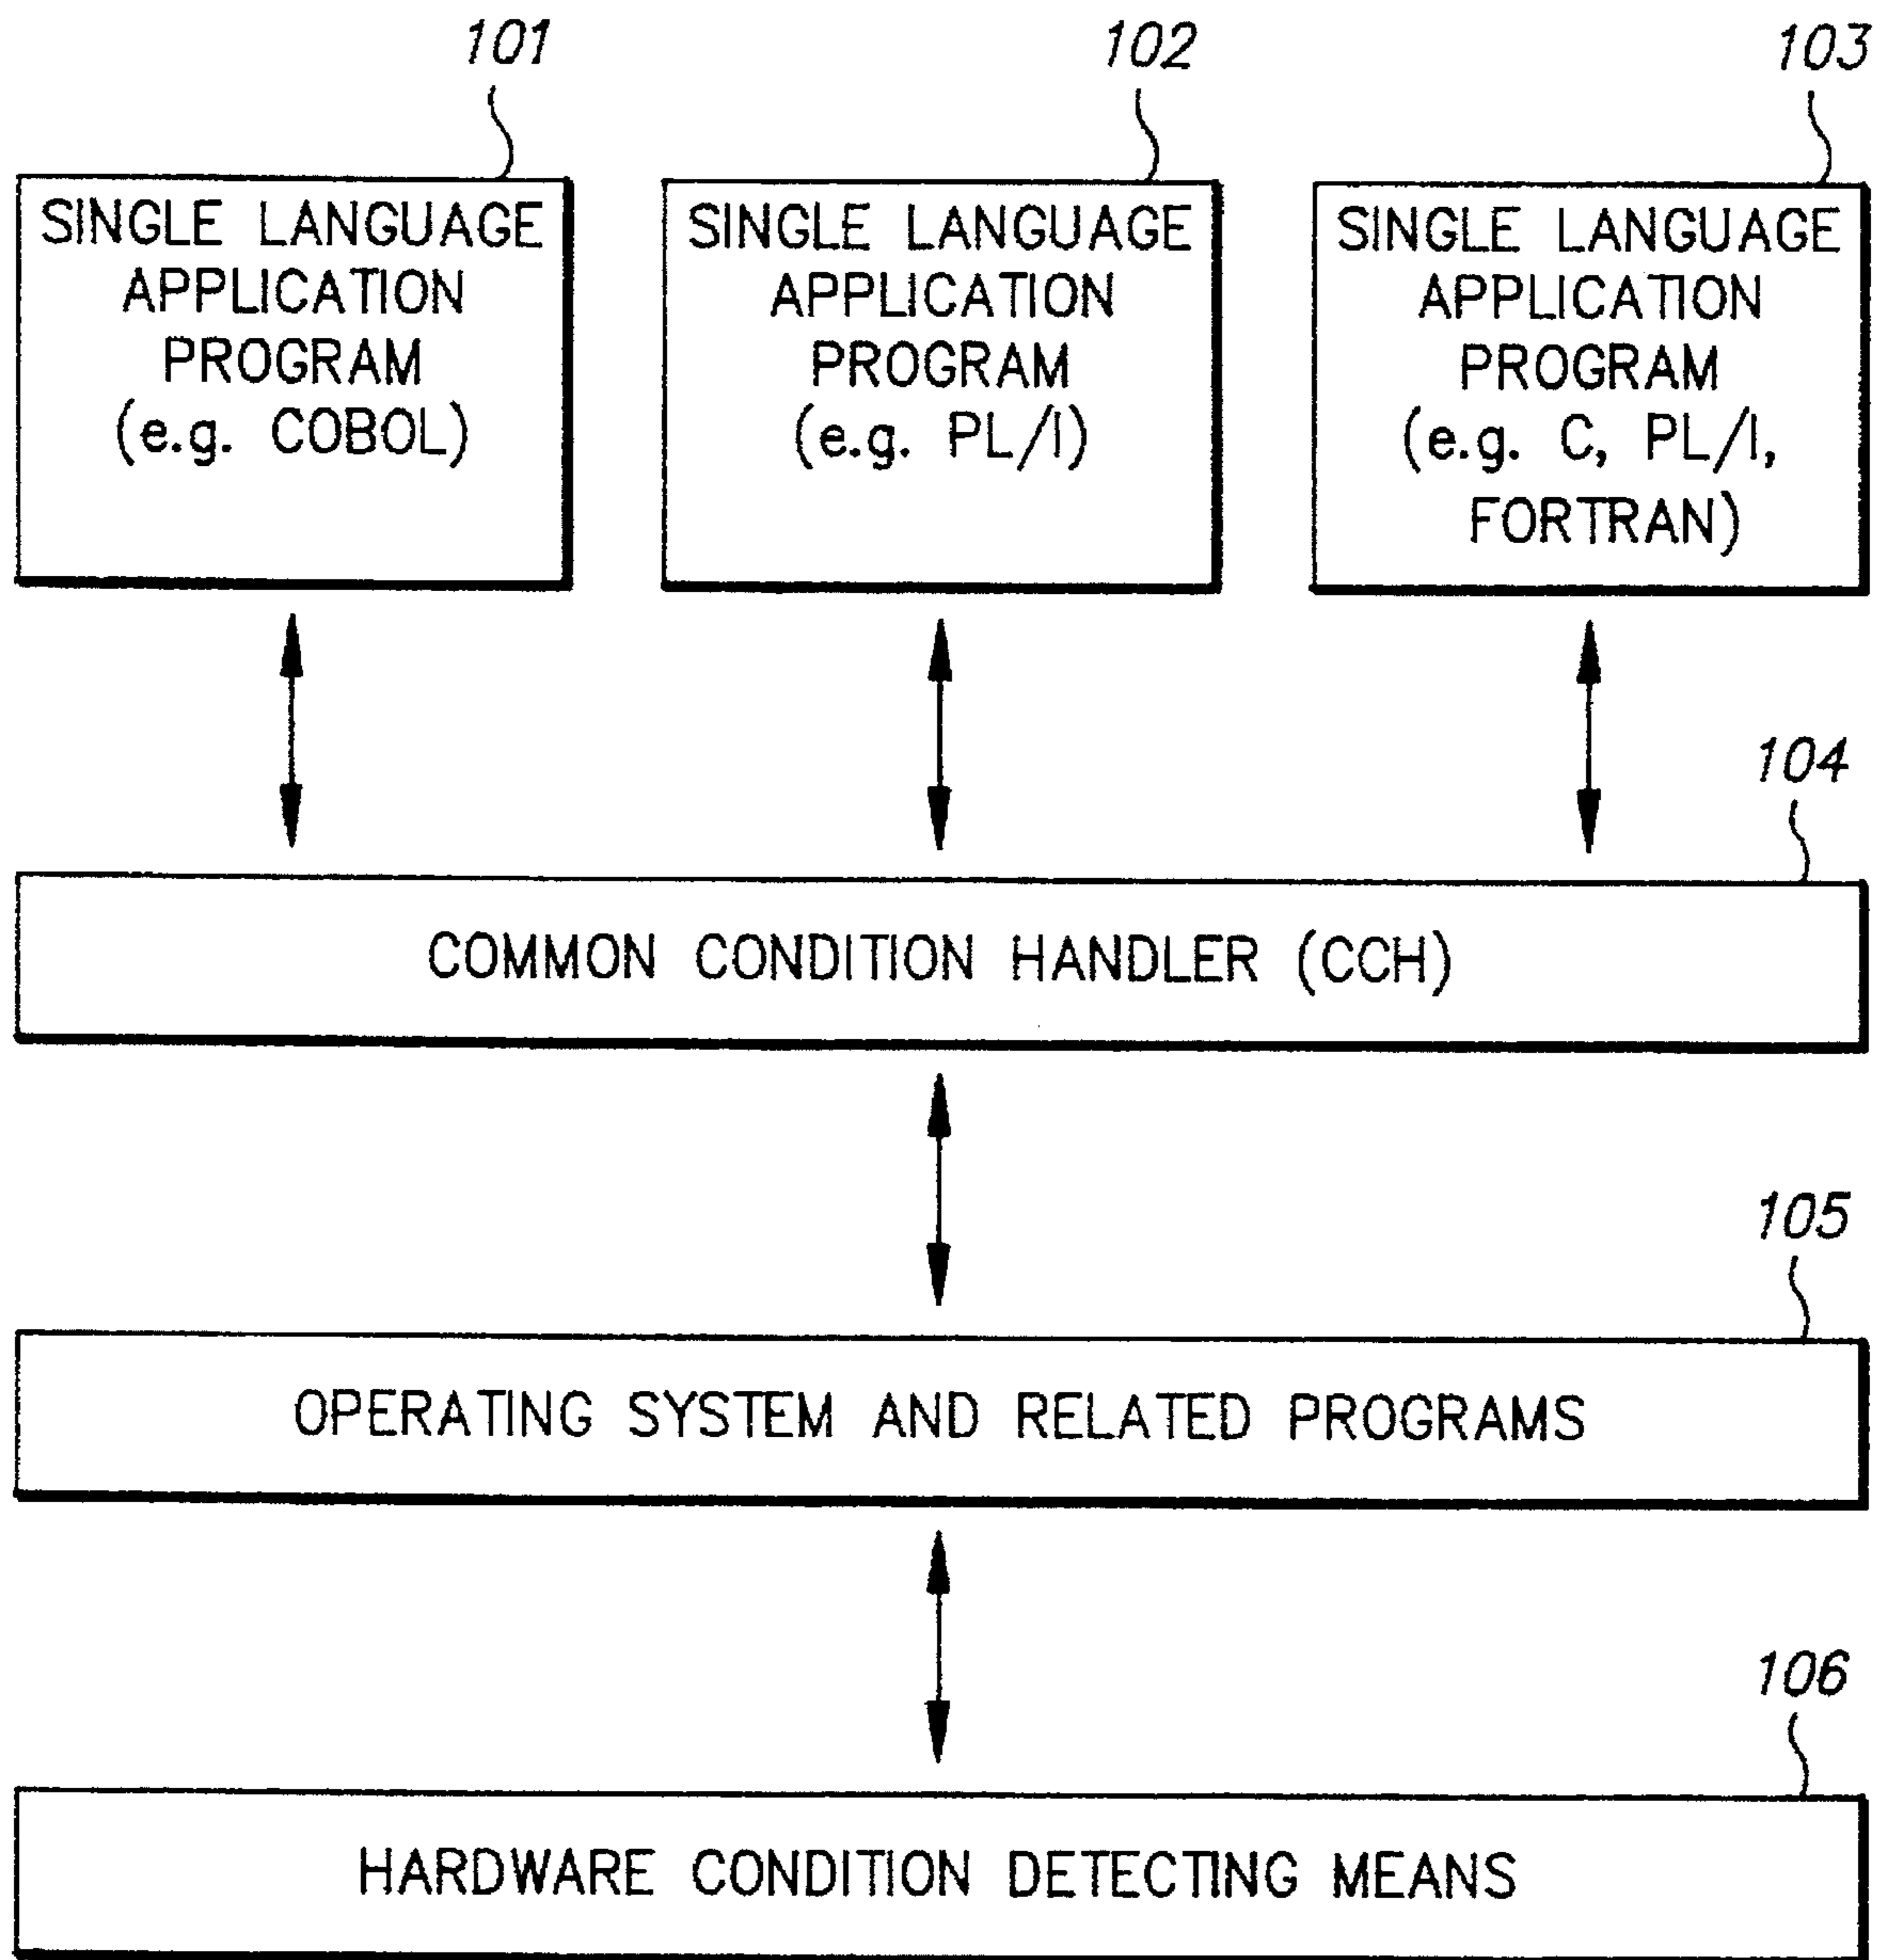 101
102
103
SINGLE LANGUAGE
APPLICATION
PROGRAM
(e.g. COBOL)
SINGLE LANGUAGE
APPLICATION
PROGRAM
(e.g. PL/I)
SINGLE LANGUAGE
APPLICATION
PROGRAM
(e.g. C, PL/I,
FORTRAN)
104
COMMON CONDITION HANDLER (CCH)
105
OPERATING SYSTEM AND RELATED PROGRAMS
106
HARDWARE CONDITION DETECTING MEANS